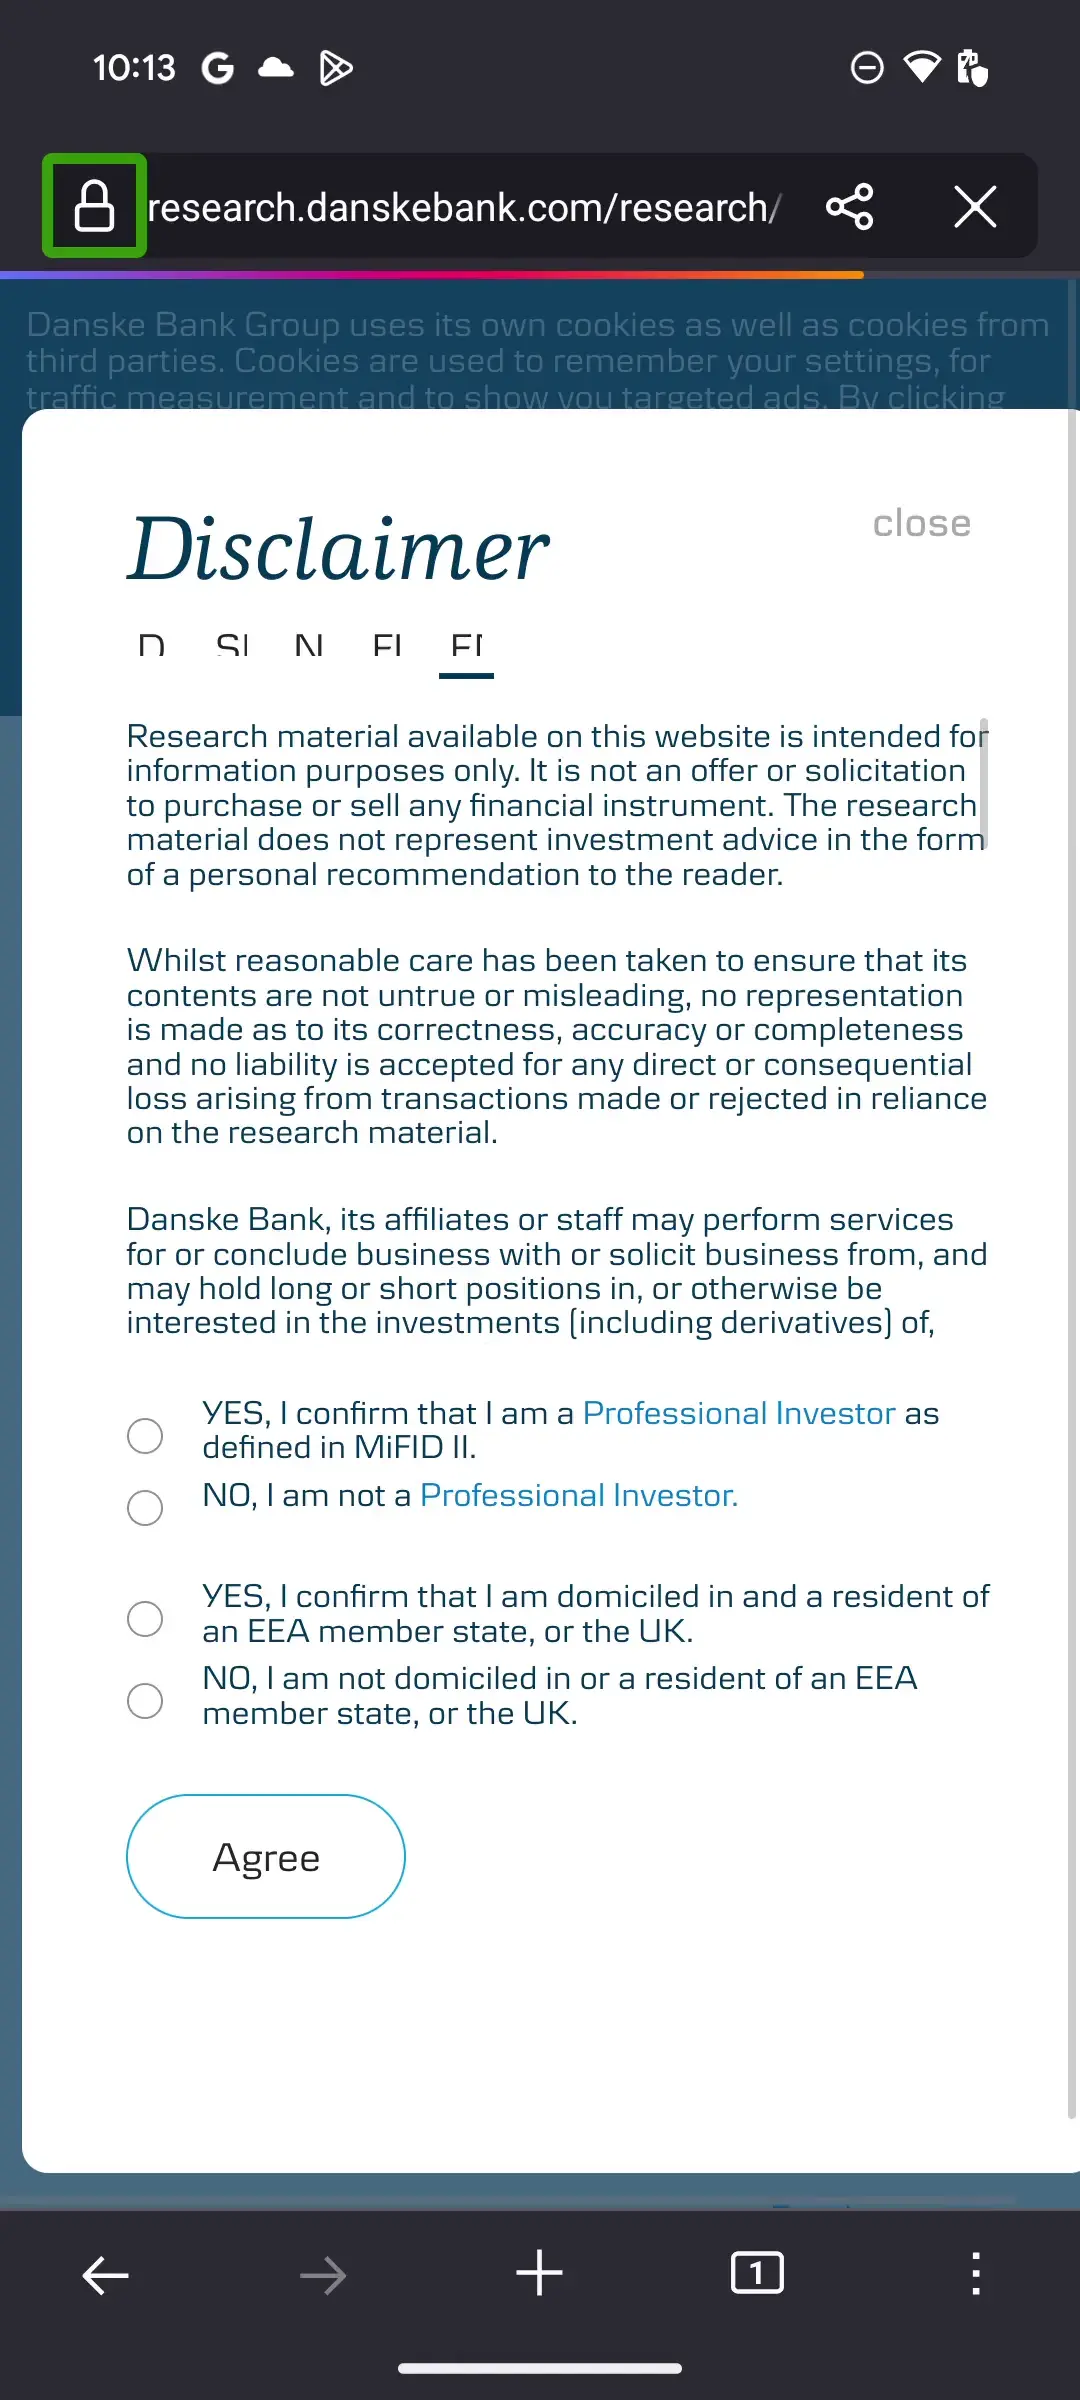 10:13
research.danskebank.com/research/
Danske Bank Group uses its own cookies as well as cookies from
third parties. Cookies are used to remember your settings, for
traffic measurement and to show you targeted ads. By clicking
Disclaimer
close
Research material available on this website is intended for
information purposes only. It is not an offer or solicitation
to purchase or sell any financial instrument. The research
material does not represent investment advice in the form
of a personal recommendation to the reader.
Whilst reasonable care has been taken to ensure that its
contents are not untrue or misleading, no representation
is made as to its correctness, accuracy or completeness
and no liability is accepted for any direct or consequential
loss arising from transactions made or rejected in reliance
on the research material.
Danske Bank, its affiliates or staff may perform services
for or conclude business with or solicit business from, and
may hold long or short positions in, or otherwise be
interested in the investments (including derivatives) of,
YES, I confirm that I am a Professional Investor as
defined in MiFID II.
NO, I am not a Professional Investor.
YES, I confirm that I am domiciled in and a resident of
an EEA member state, or the UK.
NO, I am not domiciled in or a resident of an EEA
member state, or the UK.
Agree
1